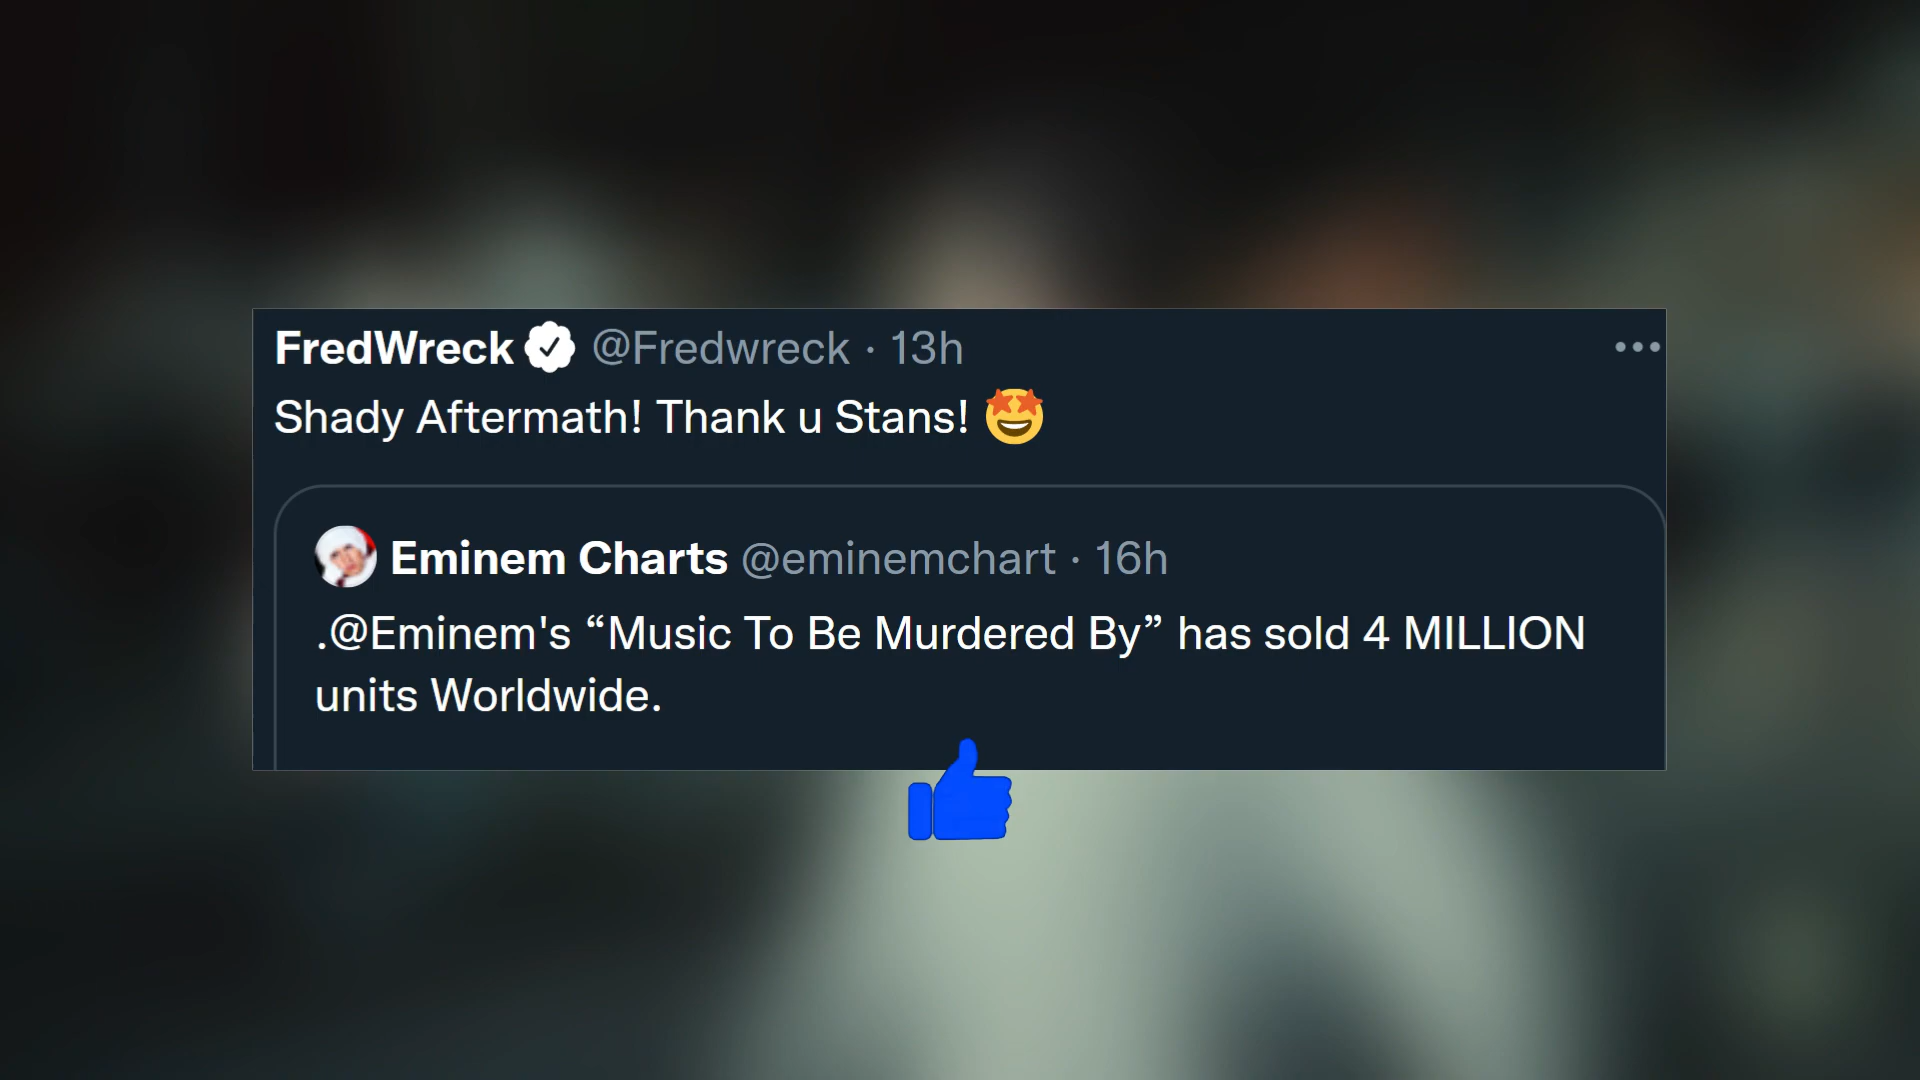 FredWreck @Fredwreck · 13h
Shady Aftermath! Thank u Stans! 🤩
Eminem Charts @eminemchart · 16h
.@Eminem's “Music To Be Murdered By” has sold 4 MILLION
units Worldwide.